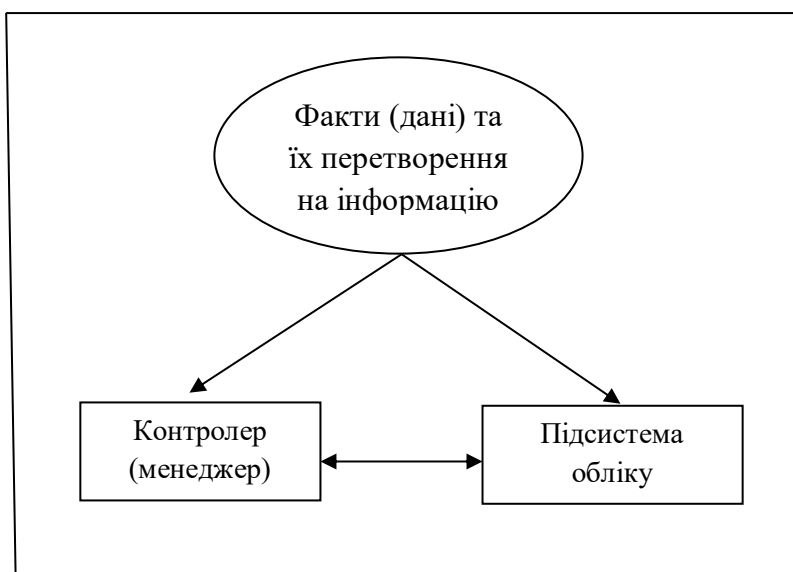 Факти (дані) та
їх перетворення
на інформацію
Контролер
(менеджер)
Підсистема
обліку